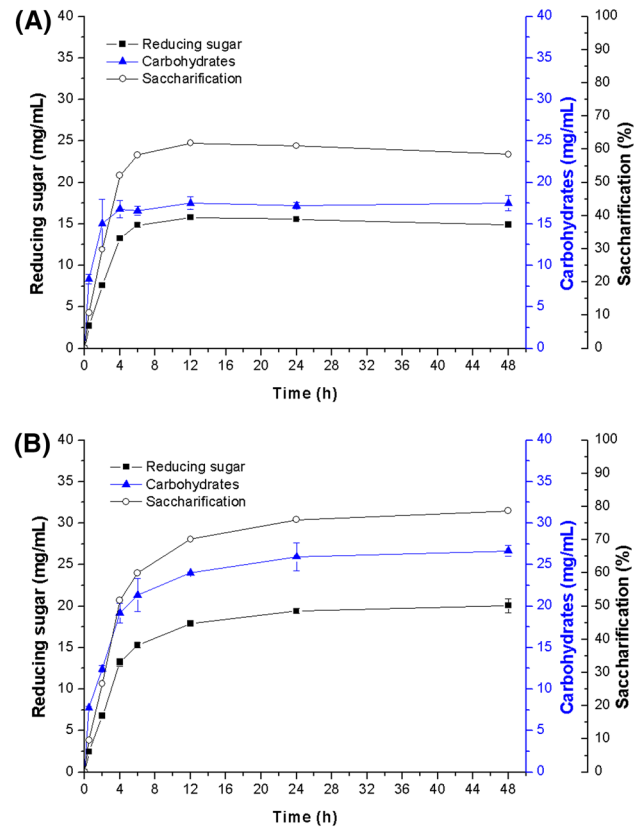 (A)
40 40 100
35 35 90
30 30 80
25 25 70
20 20 60
15 15 50
10 10 40
5 5 30
0 0 20
10
0
Reducing sugar
Carbohydrates
Saccharification
Reducing sugar (mg/mL)
Carbohydrates (mg/mL)
Saccharification (%)
0 4 8 12 16 20 24 28 32 36 40 44 48
Time (h)
(B)
40 40 100
35 35 90
30 30 80
25 25 70
20 20 60
15 15 50
10 10 40
5 5 30
0 0 20
10
0
Reducing sugar
Carbohydrates
Saccharification
Reducing sugar (mg/mL)
Carbohydrates (mg/mL)
Saccharification (%)
0 4 8 12 16 20 24 28 32 36 40 44 48
Time (h)